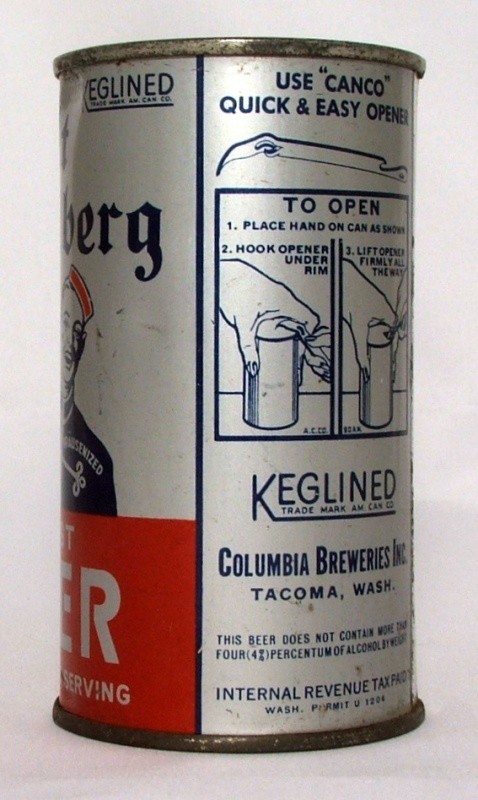 KEGLINED
TRADE MARK AM. CAN CO.
t
berg
ENIZED
ST
ER
SERVING
USE "CANCO"
QUICK & EASY OPENER
TO OPEN
1. PLACE HAND ON CAN AS SHOWN
2. HOOK OPENER
UNDER
RIM
3. LIFT OPENER
FIRMLY ALL
THE WAY
A.C.CO.
80AK
KEGLINED
TRADE MARK AM. CAN CO.
COLUMBIA BREWERIES INC.
TACOMA, WASH.
THIS BEER DOES NOT CONTAIN MORE THAN
FOUR (4%) PERCENTUM OF ALCOHOL BY WEIGHT
INTERNAL REVENUE TAX PAID
WASH. PERMIT U 1204